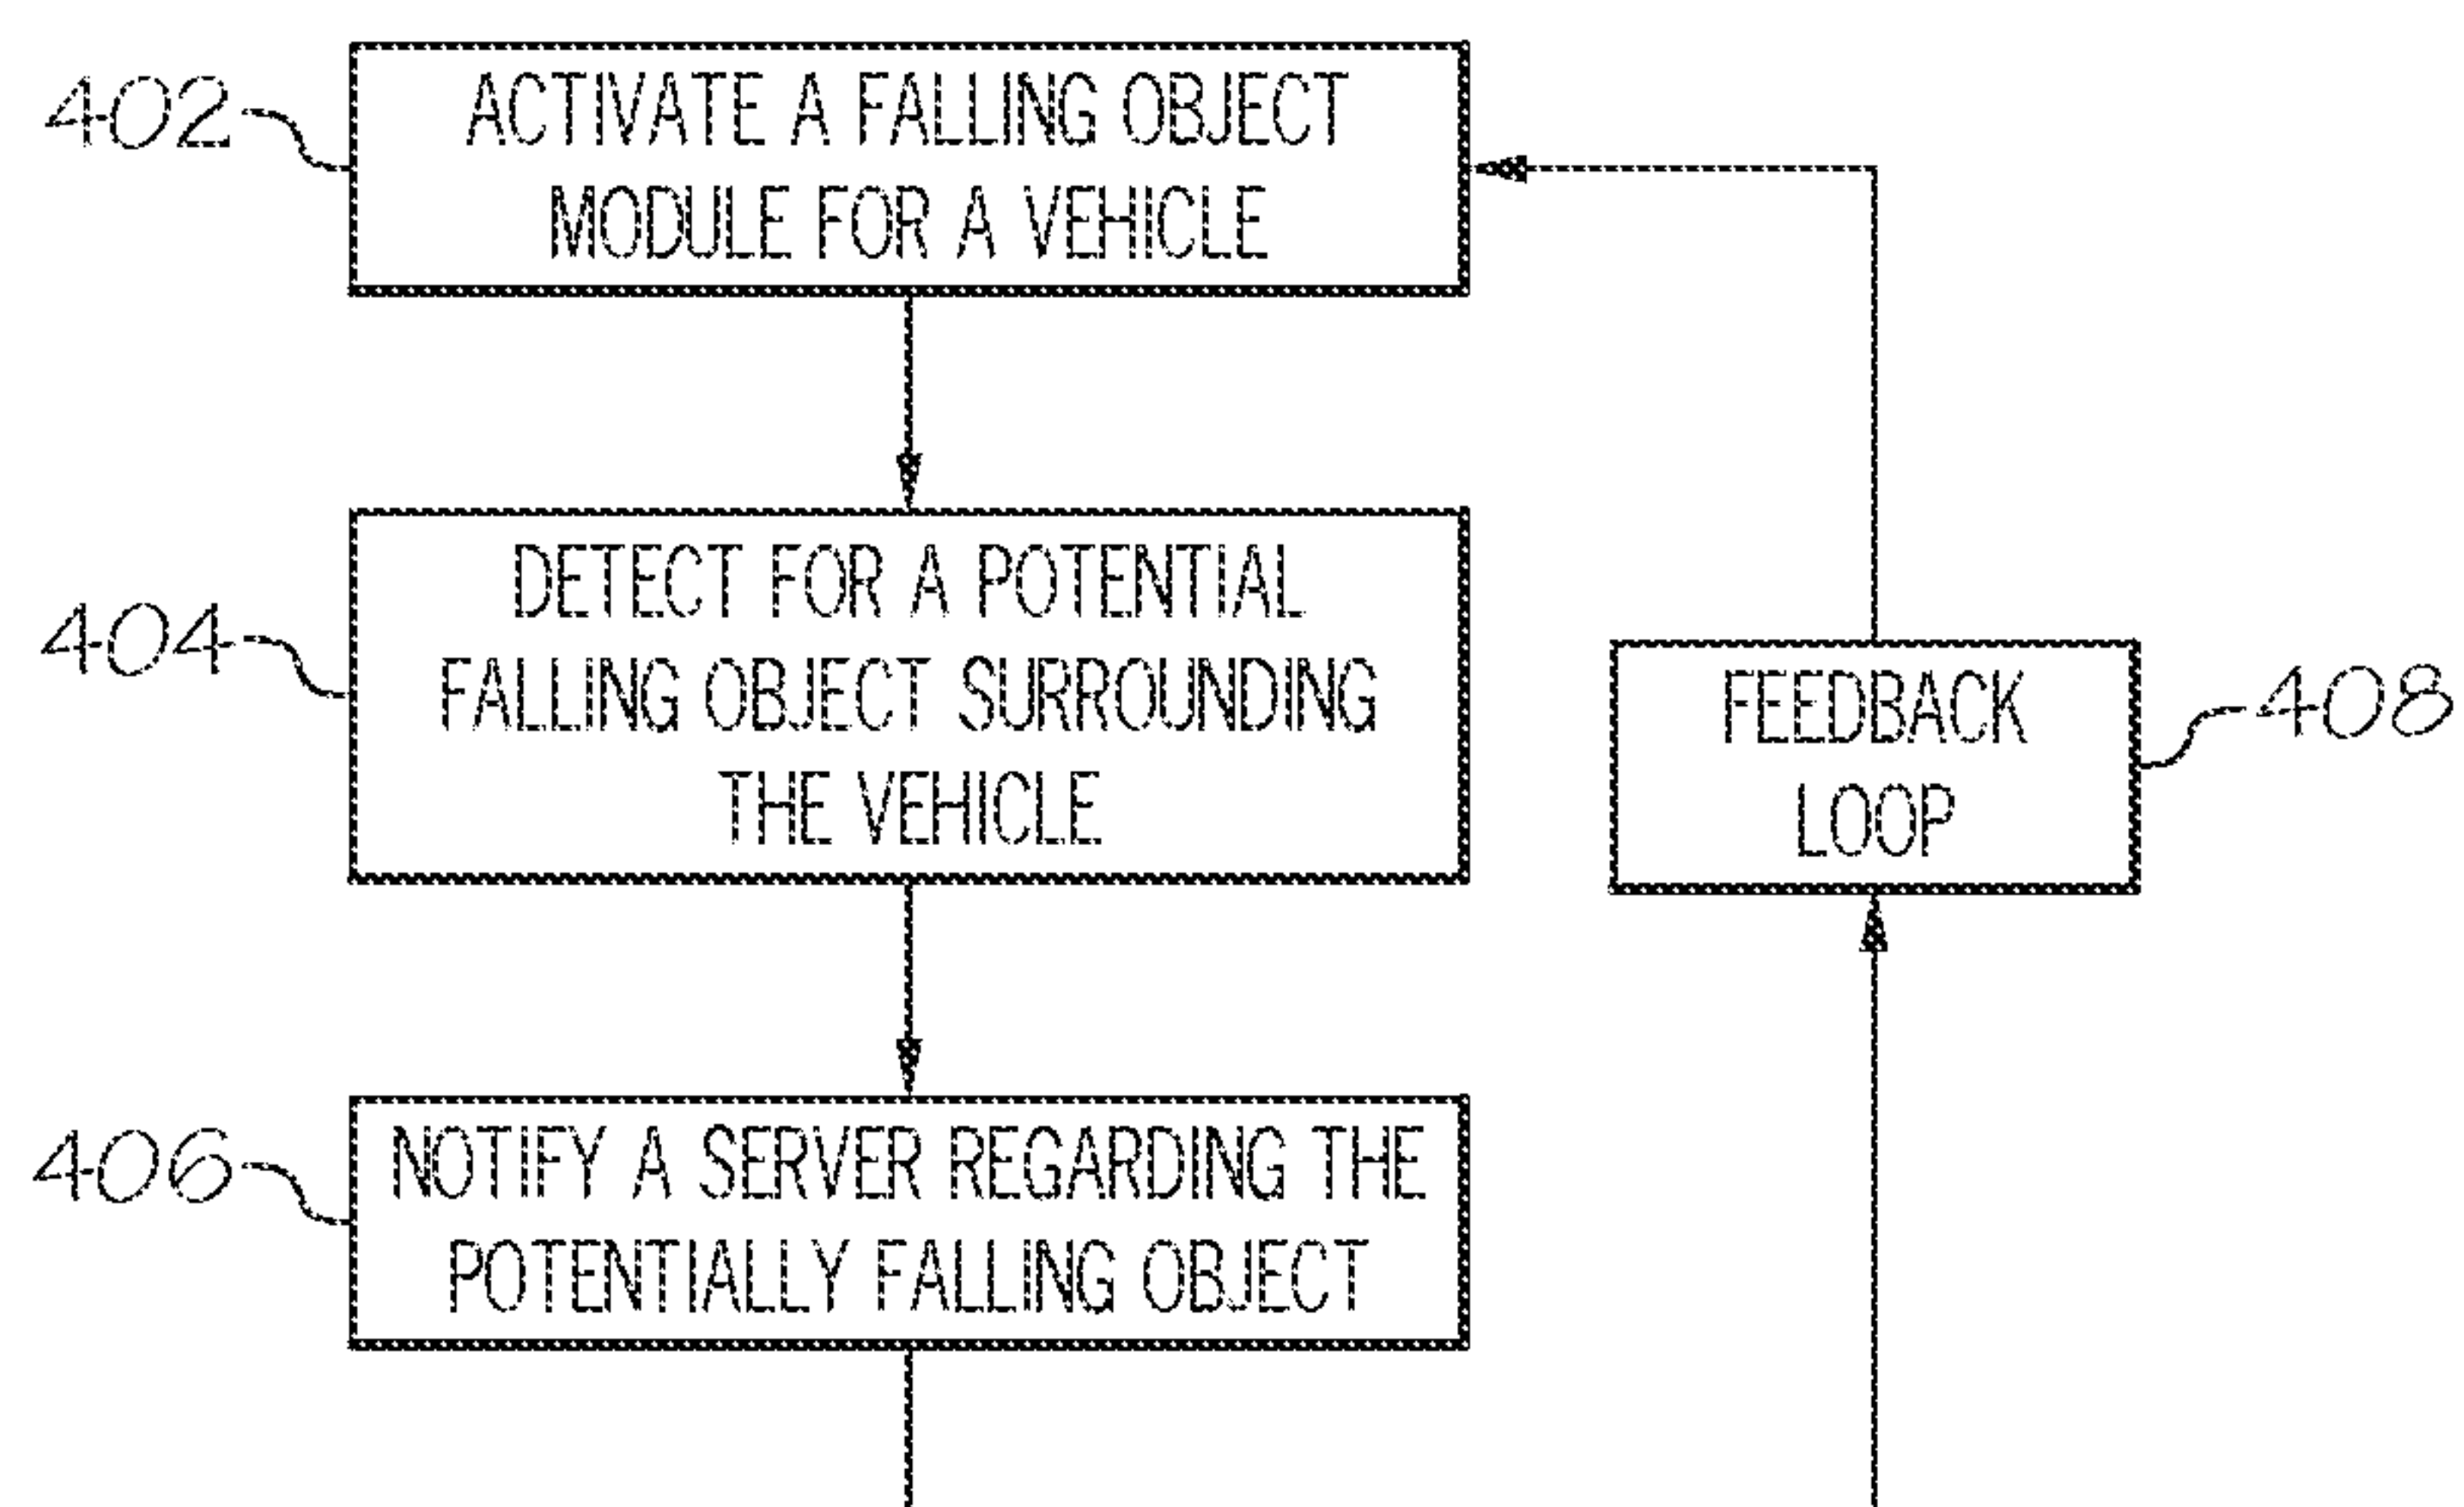 402
ACTIVATE A FALLING OBJECT
MODULE FOR A VEHICLE
404
DETECT FOR A POTENTIAL
FALLING OBJECT SURROUNDING
THE VEHICLE
FEEDBACK
LOOP
408
406
NOTIFY A SERVER REGARDING THE
POTENTIALLY FALLING OBJECT